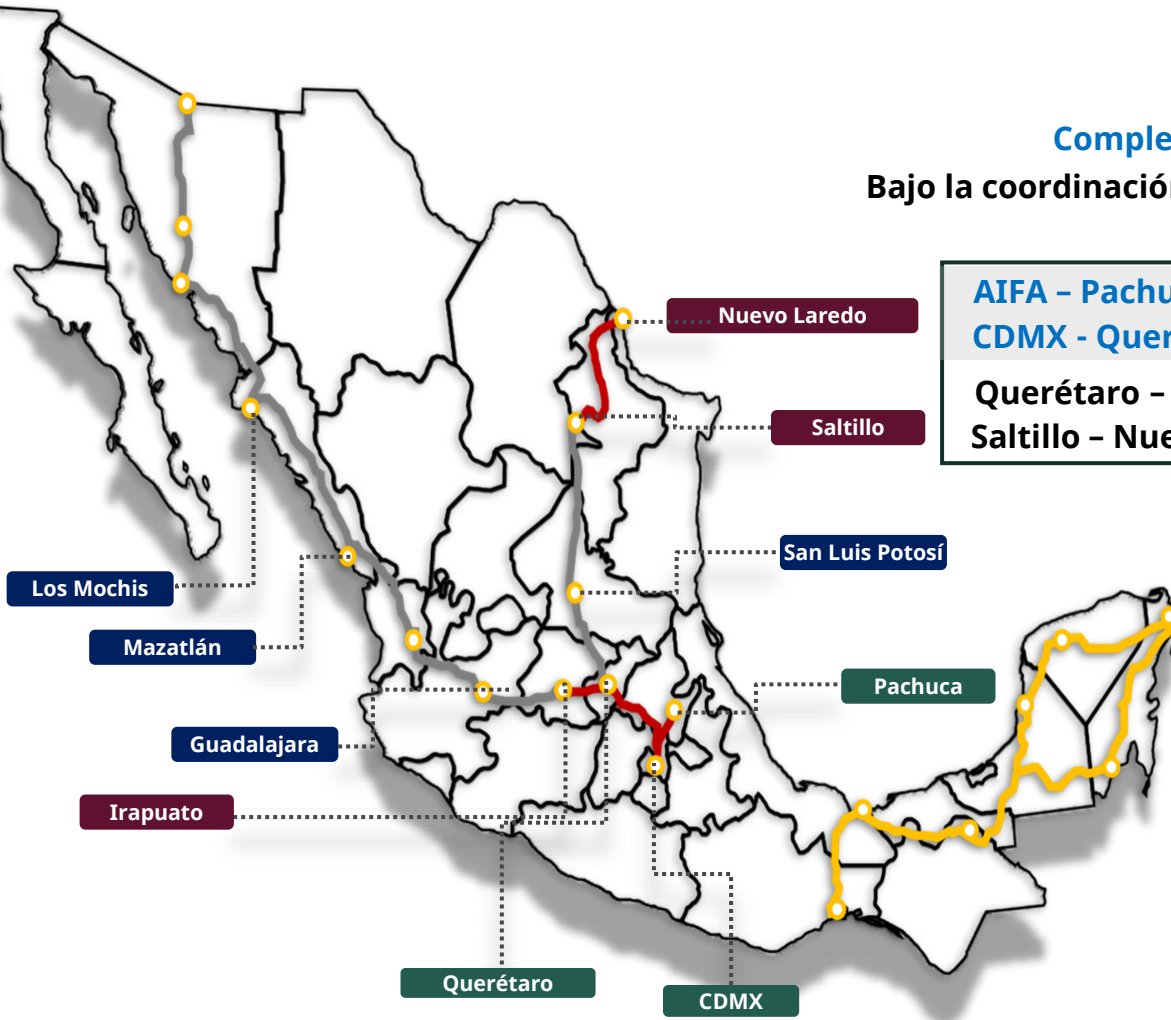 Comple
Bajo la coordinación
AIFA – Pachu
CDMX - Quer
Querétaro –
Saltillo – Nue
Nuevo Laredo
Saltillo
San Luis Potosí
Los Mochis
Mazatlán
Pachuca
Guadalajara
Irapuato
Querétaro
CDMX